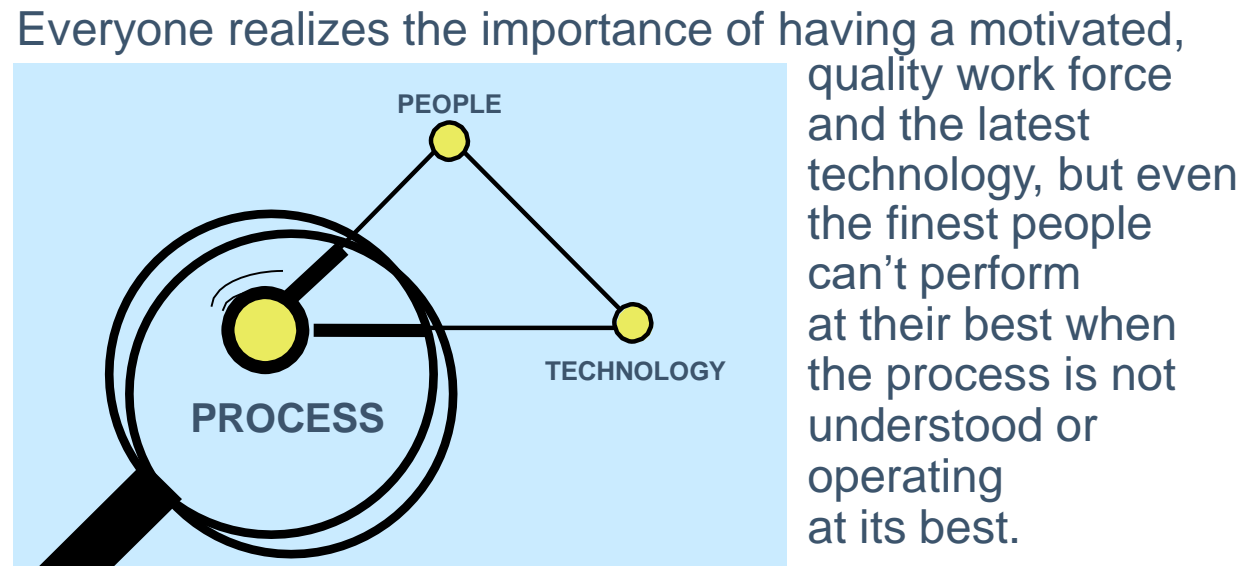 Everyone realizes the importance of having a motivated,
quality work force
and the latest
technology, but even
the finest people
can’t perform
at their best when
the process is not
understood or
operating
at its best.
PEOPLE
TECHNOLOGY
PROCESS